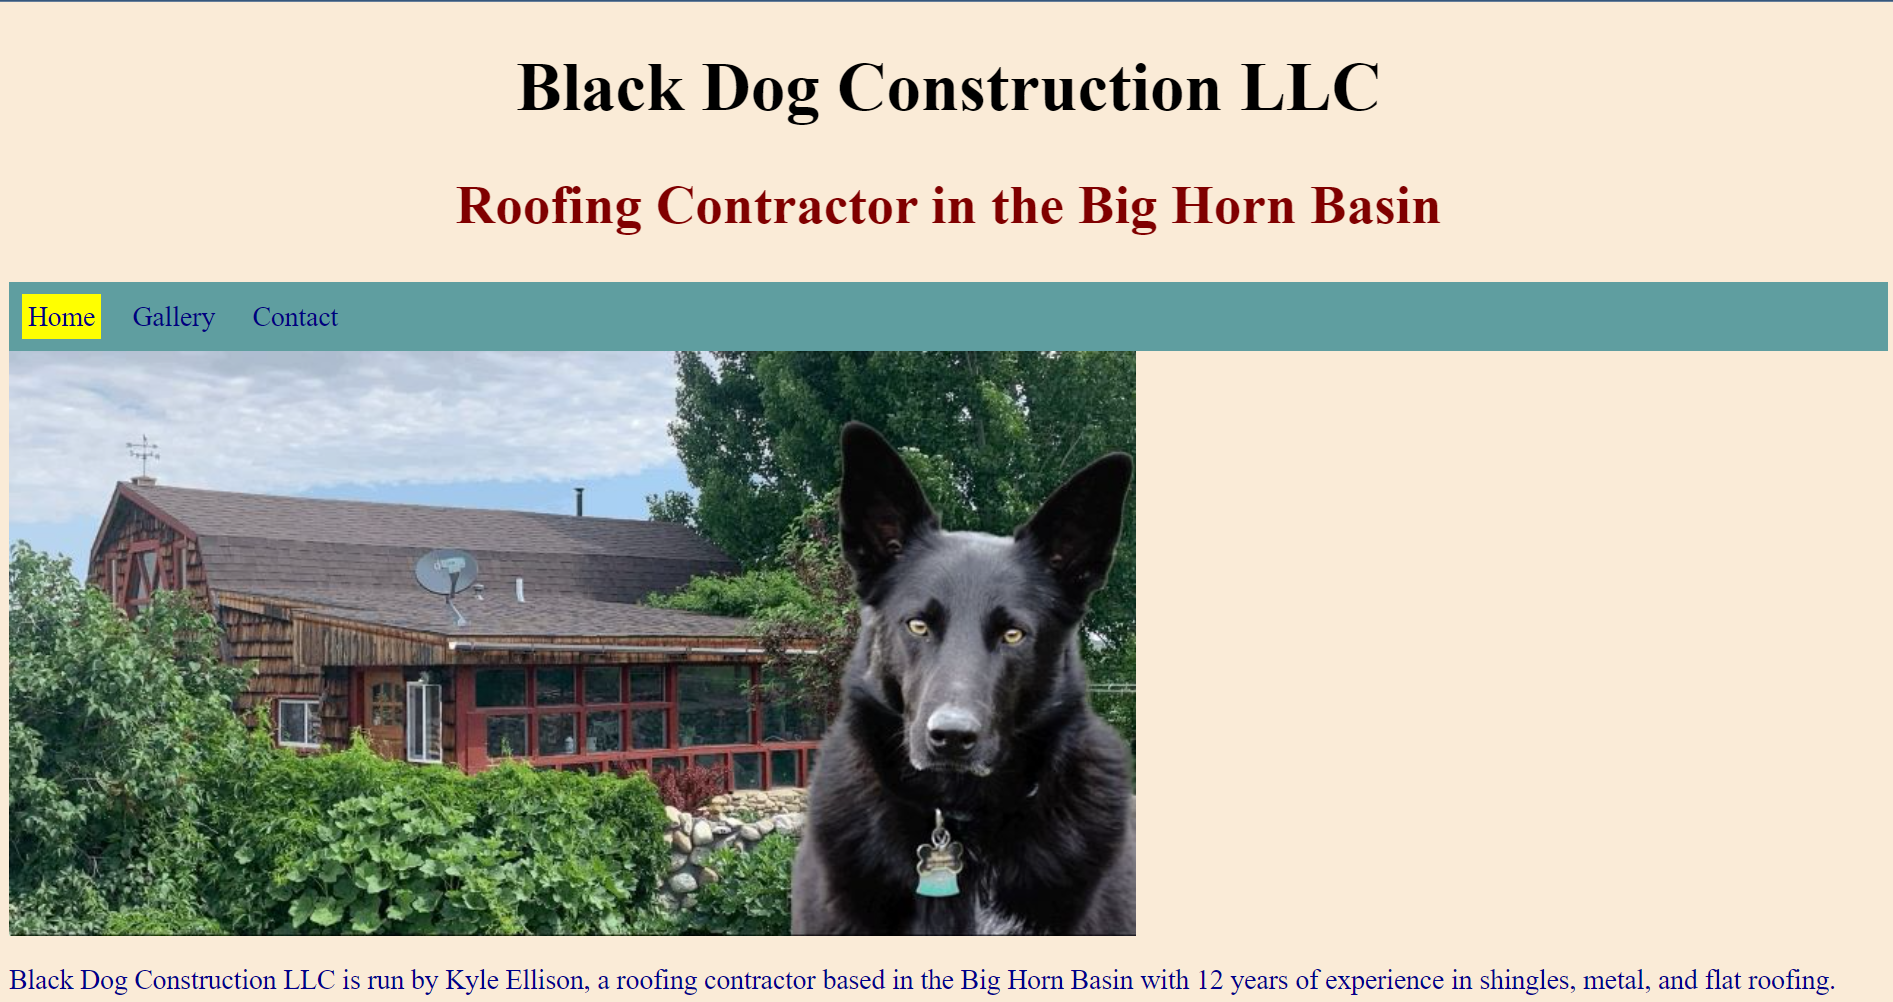 Black Dog Construction LLC
Roofing Contractor in the Big Horn Basin
Home Gallery Contact
dish
Black Dog Construction LLC is run by Kyle Ellison, a roofing contractor based in the Big Horn Basin with 12 years of experience in shingles, metal, and flat roofing.